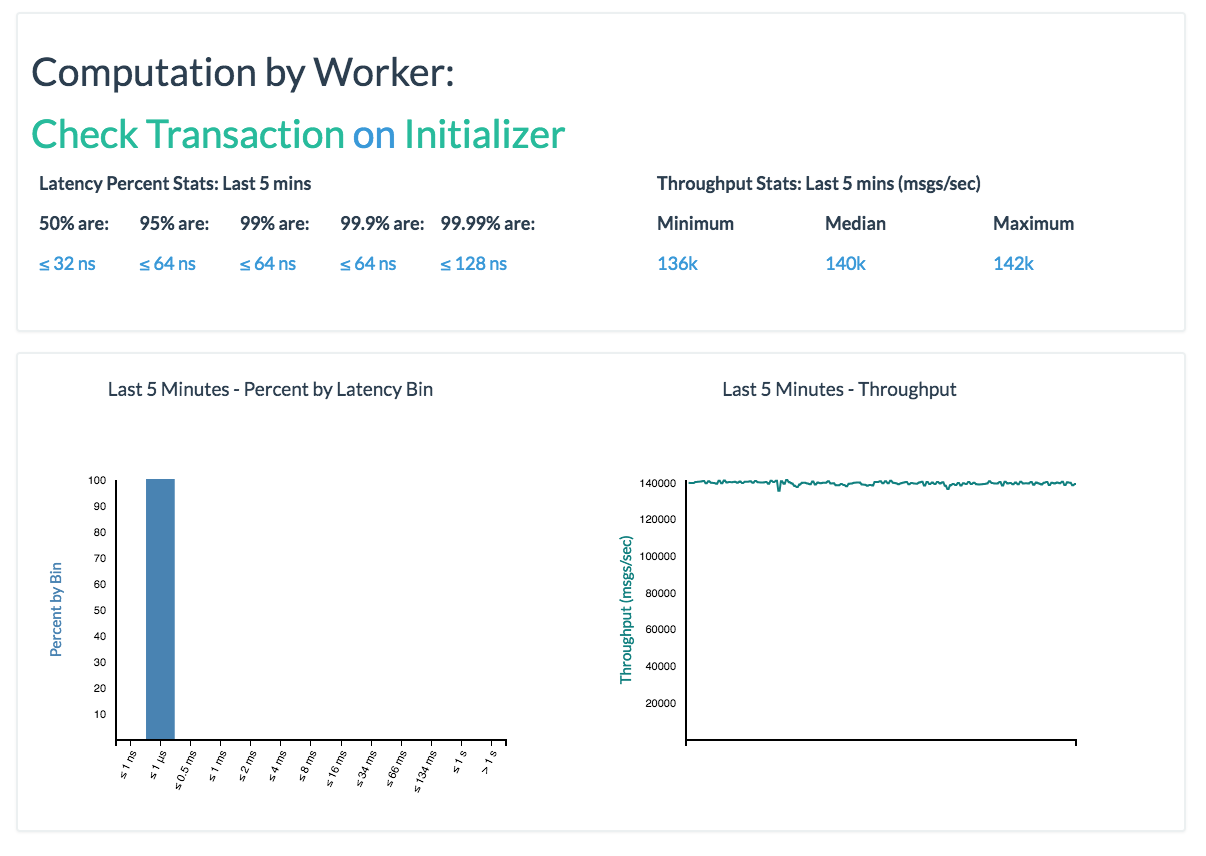 Computation by Worker:
Check Transaction on Initializer
Latency Percent Stats: Last 5 mins
50% are: 95% are: 99% are: 99.9% are: 99.99% are:
≤ 32 ns ≤ 64 ns ≤ 64 ns ≤ 64 ns ≤ 128 ns
Throughput Stats: Last 5 mins (msgs/sec)
Minimum Median Maximum
136k 140k 142k
Last 5 Minutes - Percent by Latency Bin
Percent by Bin
100
90
80
70
60
50
40
30
20
10
≤ 1 ns
≤ 1 µs
≤ 0.5 ms
≤ 1 ms
≤ 2 ms
≤ 4 ms
≤ 8 ms
≤ 16 ms
≤ 34 ms
≤ 66 ms
≤ 134 ms
≤ 1 s
> 1 s
Last 5 Minutes - Throughput
Throughput (msgs/sec)
140000
120000
100000
80000
60000
40000
20000